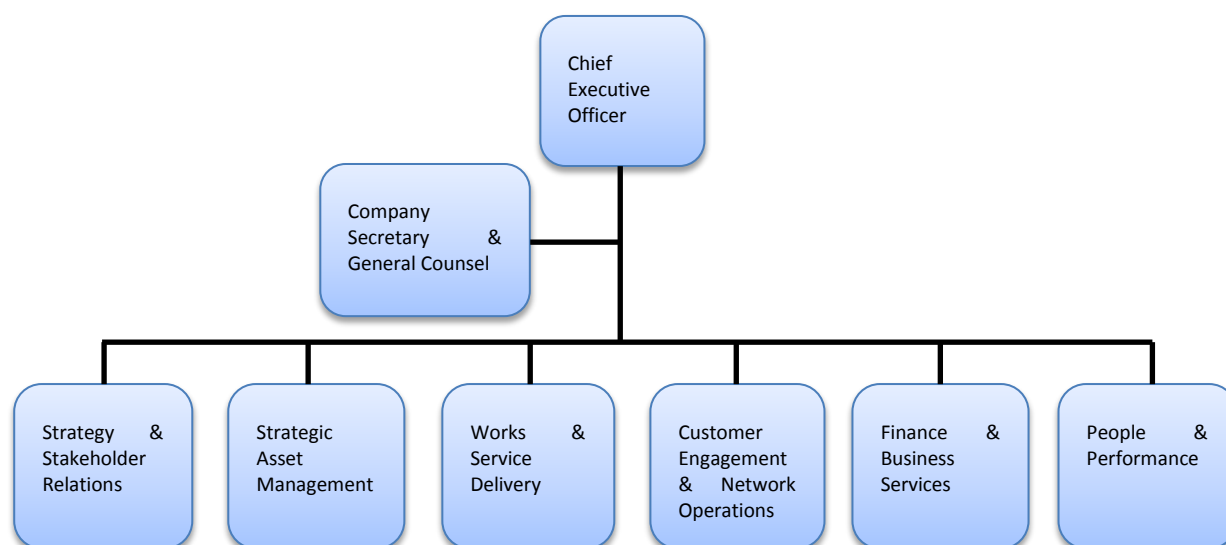 Chief
Executive
Officer
Company
Secretary &
General Counsel
Strategy &
Stakeholder
Relations
Strategic
Asset
Management
Works &
Service
Delivery
Customer
Engagement
& Network
Operations
Finance &
Business
Services
People &
Performance